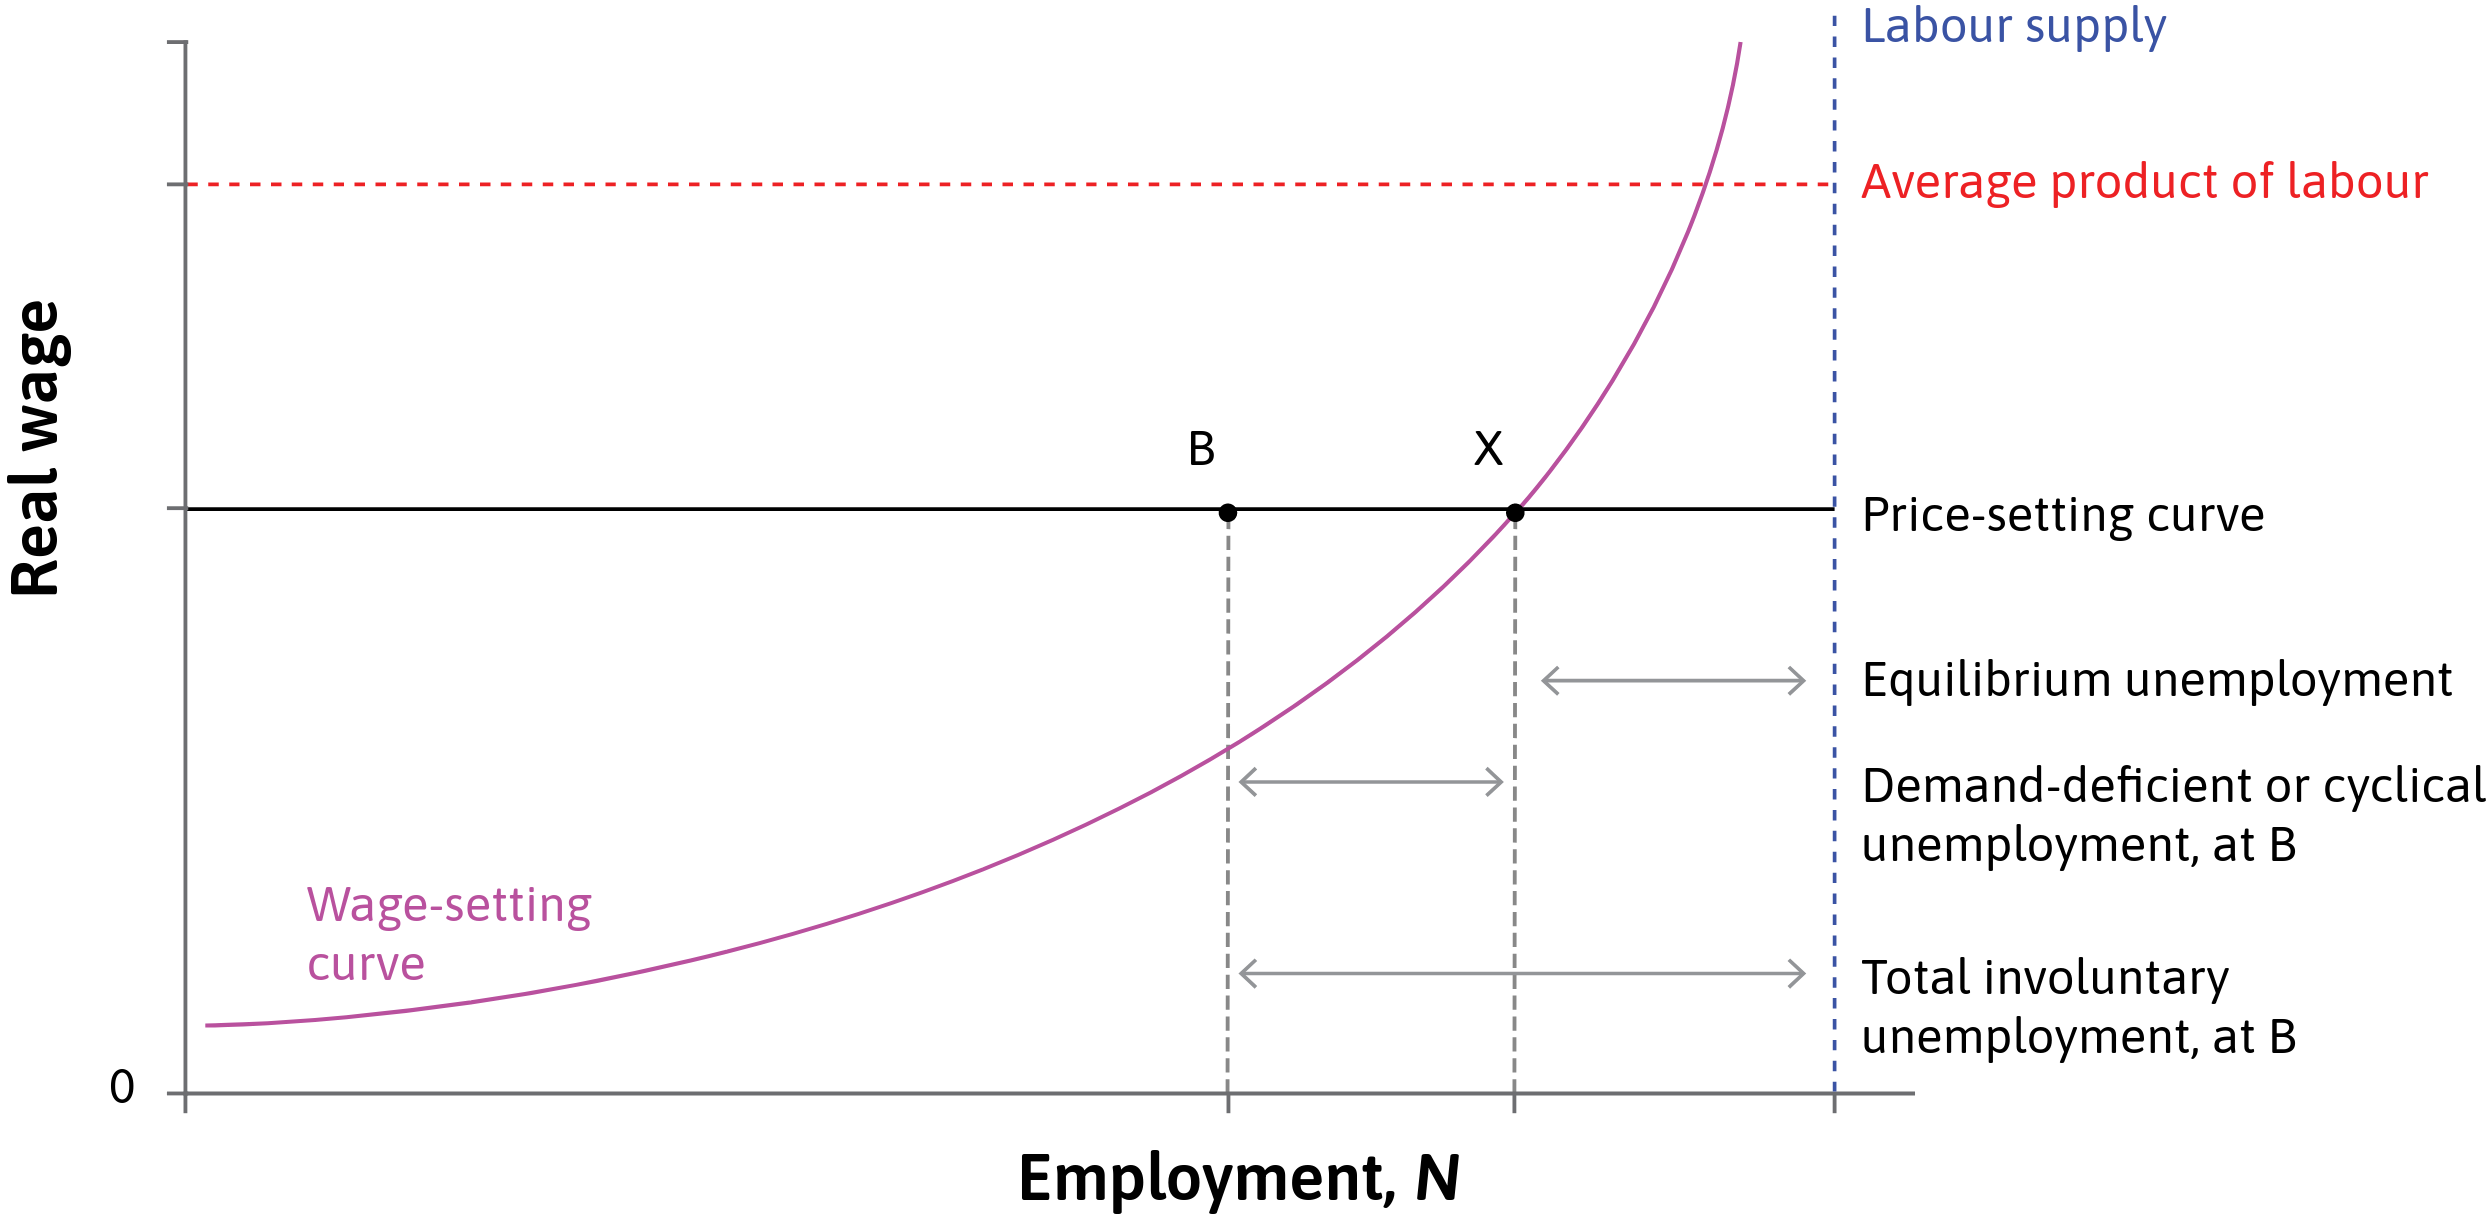 Labour supply
Average product of labour
Real wage
B
X
Price-setting curve
Equilibrium unemployment
Demand-deficient or cyclical
unemployment, at B
Wage-setting
curve
Total involuntary
unemployment, at B
0
Employment, N